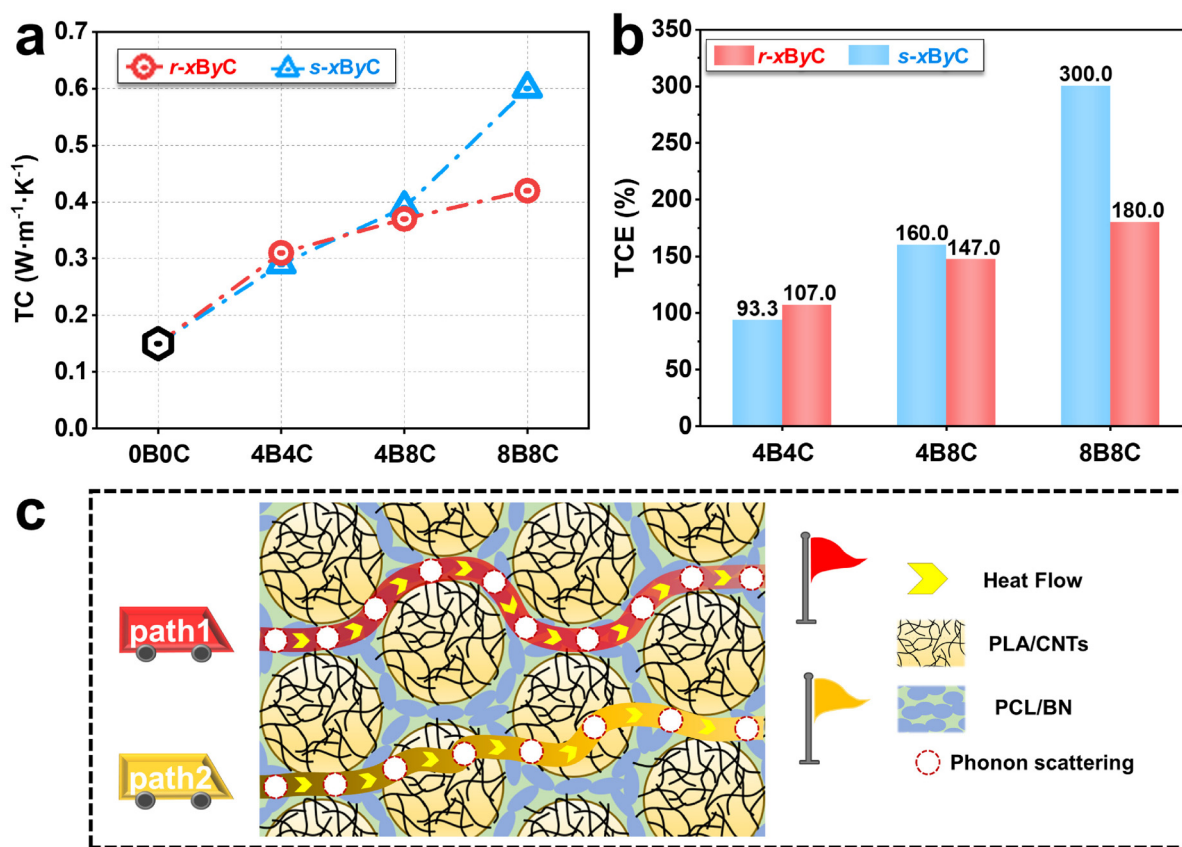 a
0.7
0.6
0.5
0.4
0.3
0.2
0.1
0.0
TC (W·m⁻¹·K⁻¹)
r-xByC s-xByC
0B0C 4B4C 4B8C 8B8C
b
350
300
250
200
150
100
50
0
TCE (%)
r-xByC s-xByC
93.3 107.0 160.0 147.0 300.0 180.0
4B4C 4B8C 8B8C
c
path1
path2
Heat Flow
PLA/CNTs
PCL/BN
Phonon scattering